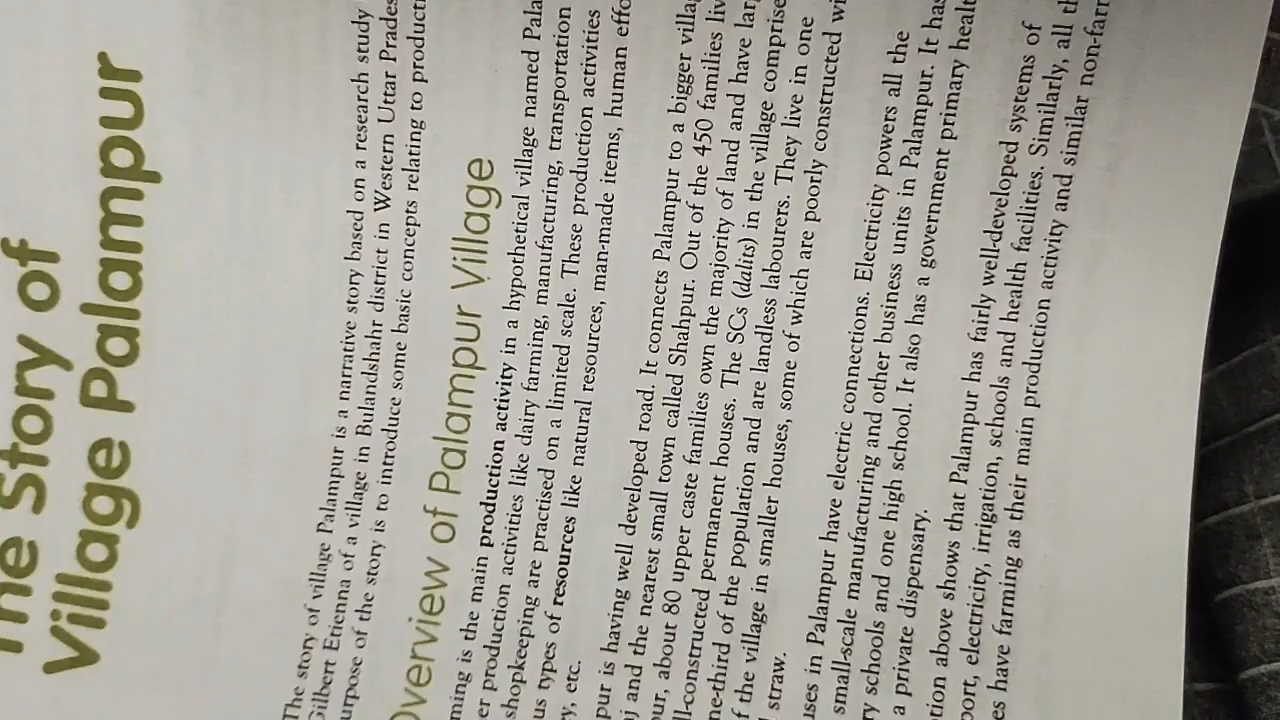 The Story of
Village Palampur
The story of village Palampur is a narrative story based on a research study
Gilbert Etienna of a village in Bulandshahr district in Western Uttar Prades
urpose of the story is to introduce some basic concepts relating to producti
Overview of Palampur Village
ming is the main production activity in a hypothetical village named Pala
er production activities like dairy farming, manufacturing, transportation
shopkeeping are practised on a limited scale. These production activities
us types of resources like natural resources, man-made items, human effo
y, etc.
pur is having well developed road. It connects Palampur to a bigger villa
j and the nearest small town called Shahpur. Out of the 450 families liv
ur, about 80 upper caste families own the majority of land and have lar
ll-constructed permanent houses. The SCs (dalits) in the village comprise
ne-third of the population and are landless labourers. They live in one
f the village in smaller houses, some of which are poorly constructed wi
straw.
ses in Palampur have electric connections. Electricity powers all the
small-scale manufacturing and other business units in Palampur. It has
y schools and one high school. It also has a government primary healt
a private dispensary.
tion above shows that Palampur has fairly well-developed systems of
port, electricity, irrigation, schools and health facilities. Similarly, all th
es have farming as their main production activity and similar non-farm